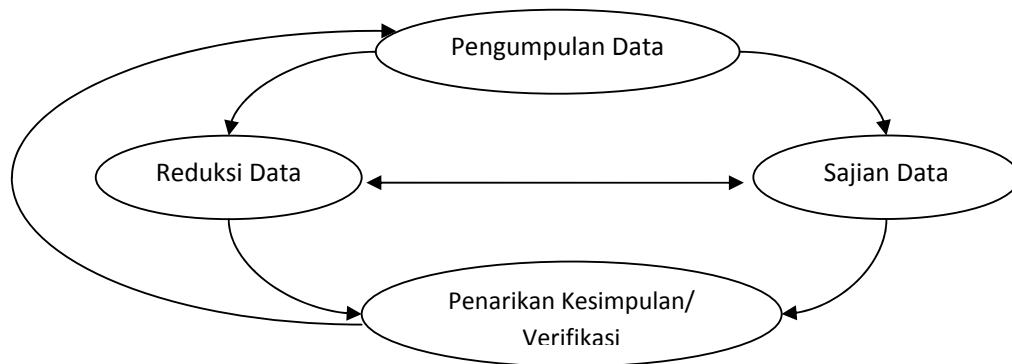 Pengumpulan Data
Reduksi Data
Sajian Data
Penarikan Kesimpulan/
Verifikasi